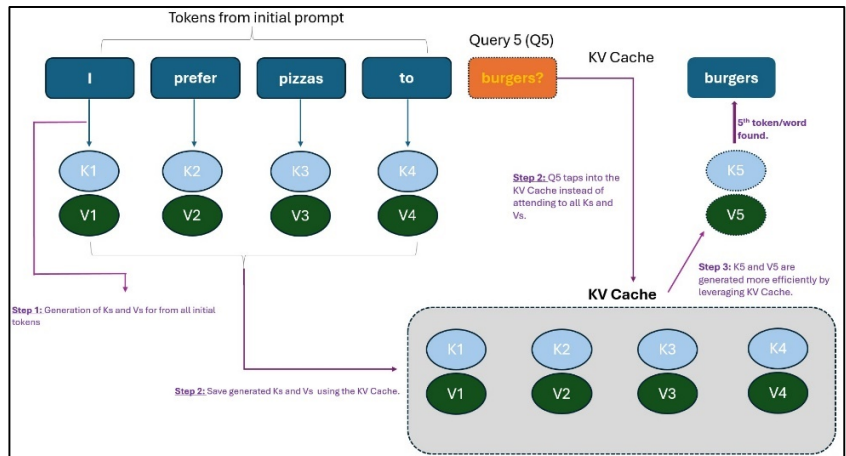 Tokens from initial prompt
Query 5 (Q5)
KV Cache
I
prefer
pizzas
to
burgers?
burgers
5th token/word
found.
K1
K2
K3
K4
K5
V1
V2
V3
V4
V5
Step 2: Q5 taps into the
KV Cache instead of
attending to all Ks and
Vs.
Step 3: K5 and V5 are
generated more efficiently by
leveraging KV Cache.
Step 1: Generation of Ks and Vs for from all initial
tokens
KV Cache
K1
K2
K3
K4
V1
V2
V3
V4
Step 2: Save generated Ks and Vs using the KV Cache.